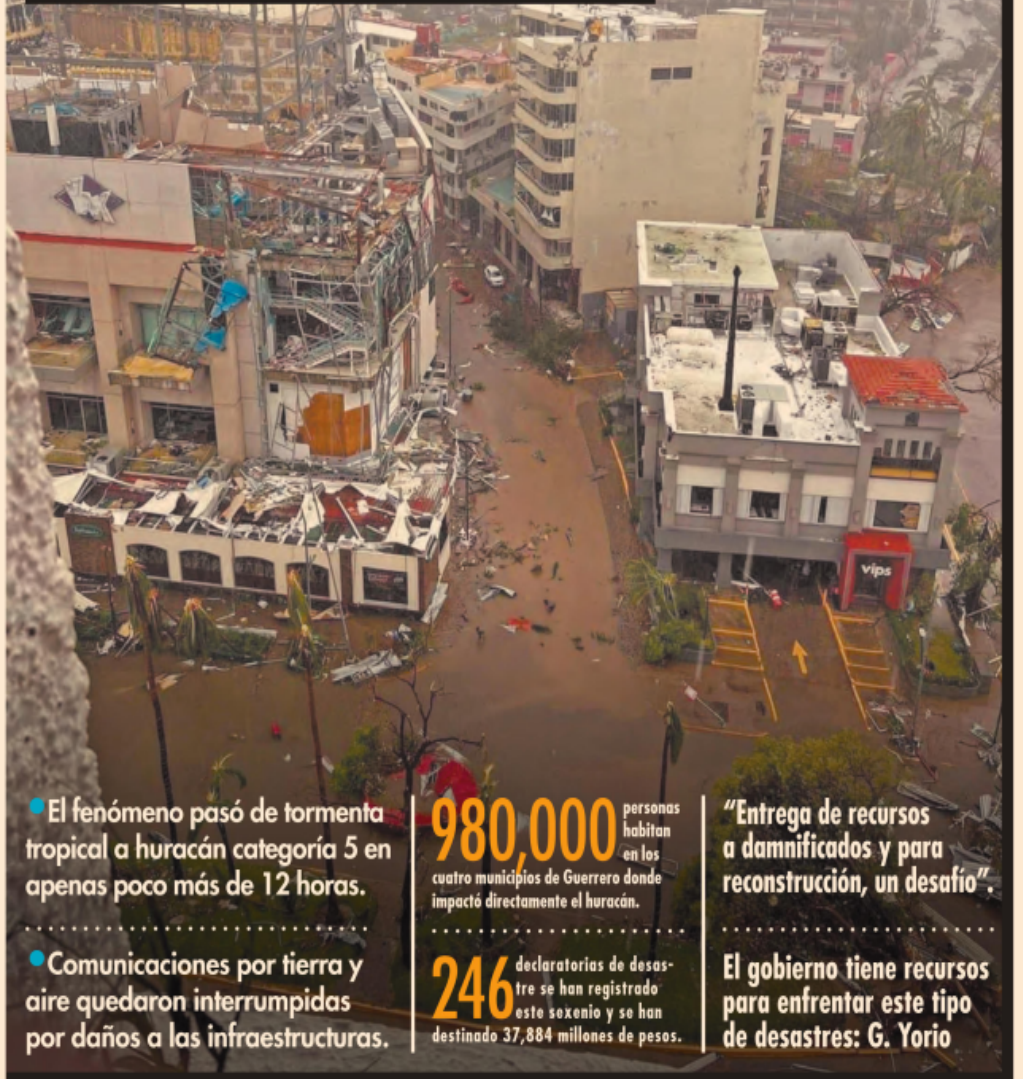 vips
•El fenómeno pasó de tormenta
tropical a huracán categoría 5 en
apenas poco más de 12 horas.
•Comunicaciones por tierra y
aire quedaron interrumpidas
por daños a las infraestructuras.
980,000 personas
habitan
en los
cuatro municipios de Guerrero donde
impactó directamente el huracán.
246 declaratorias de desas-
tre se han registrado
este sexenio y se han
destinado 37,884 millones de pesos.
“Entrega de recursos
a damnificados y para
reconstrucción, un desafío”.
El gobierno tiene recursos
para enfrentar este tipo
de desastres: G. Yorio